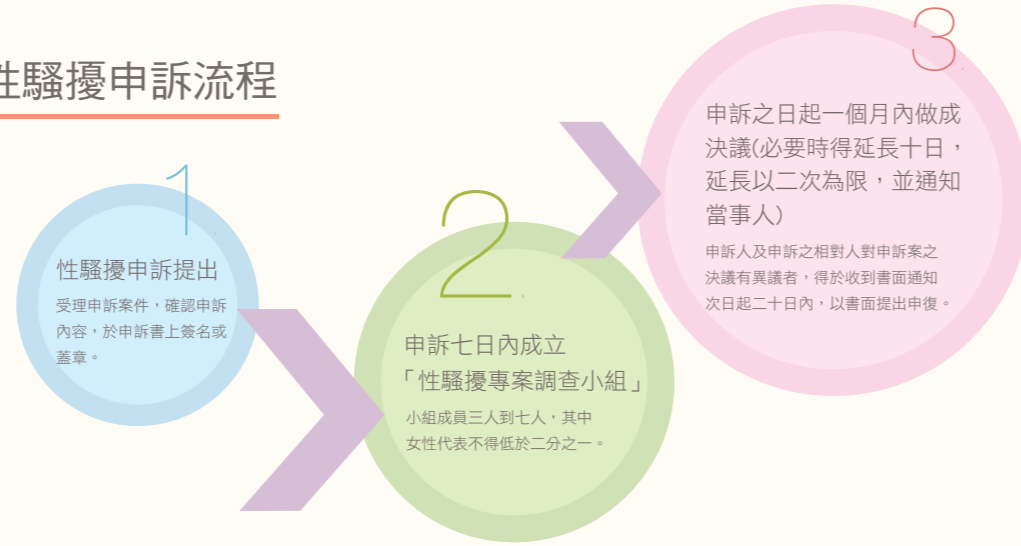 性騷擾申訴流程
1.
性騷擾申訴提出
受理申訴案件，確認申訴
內容，於申訴書上簽名或
蓋章。
2.
申訴七日內成立
「性騷擾專案調查小組」
小組成員三人到七人，其中
女性代表不得低於二分之一。
3.
申訴之日起一個月內做成
決議(必要時得延長十日，
延長以二次為限，並通知
當事人)
申訴人及申訴之相對人對申訴案之
決議有異議者，得於收到書面通知
次日起二十日內，以書面提出申復。